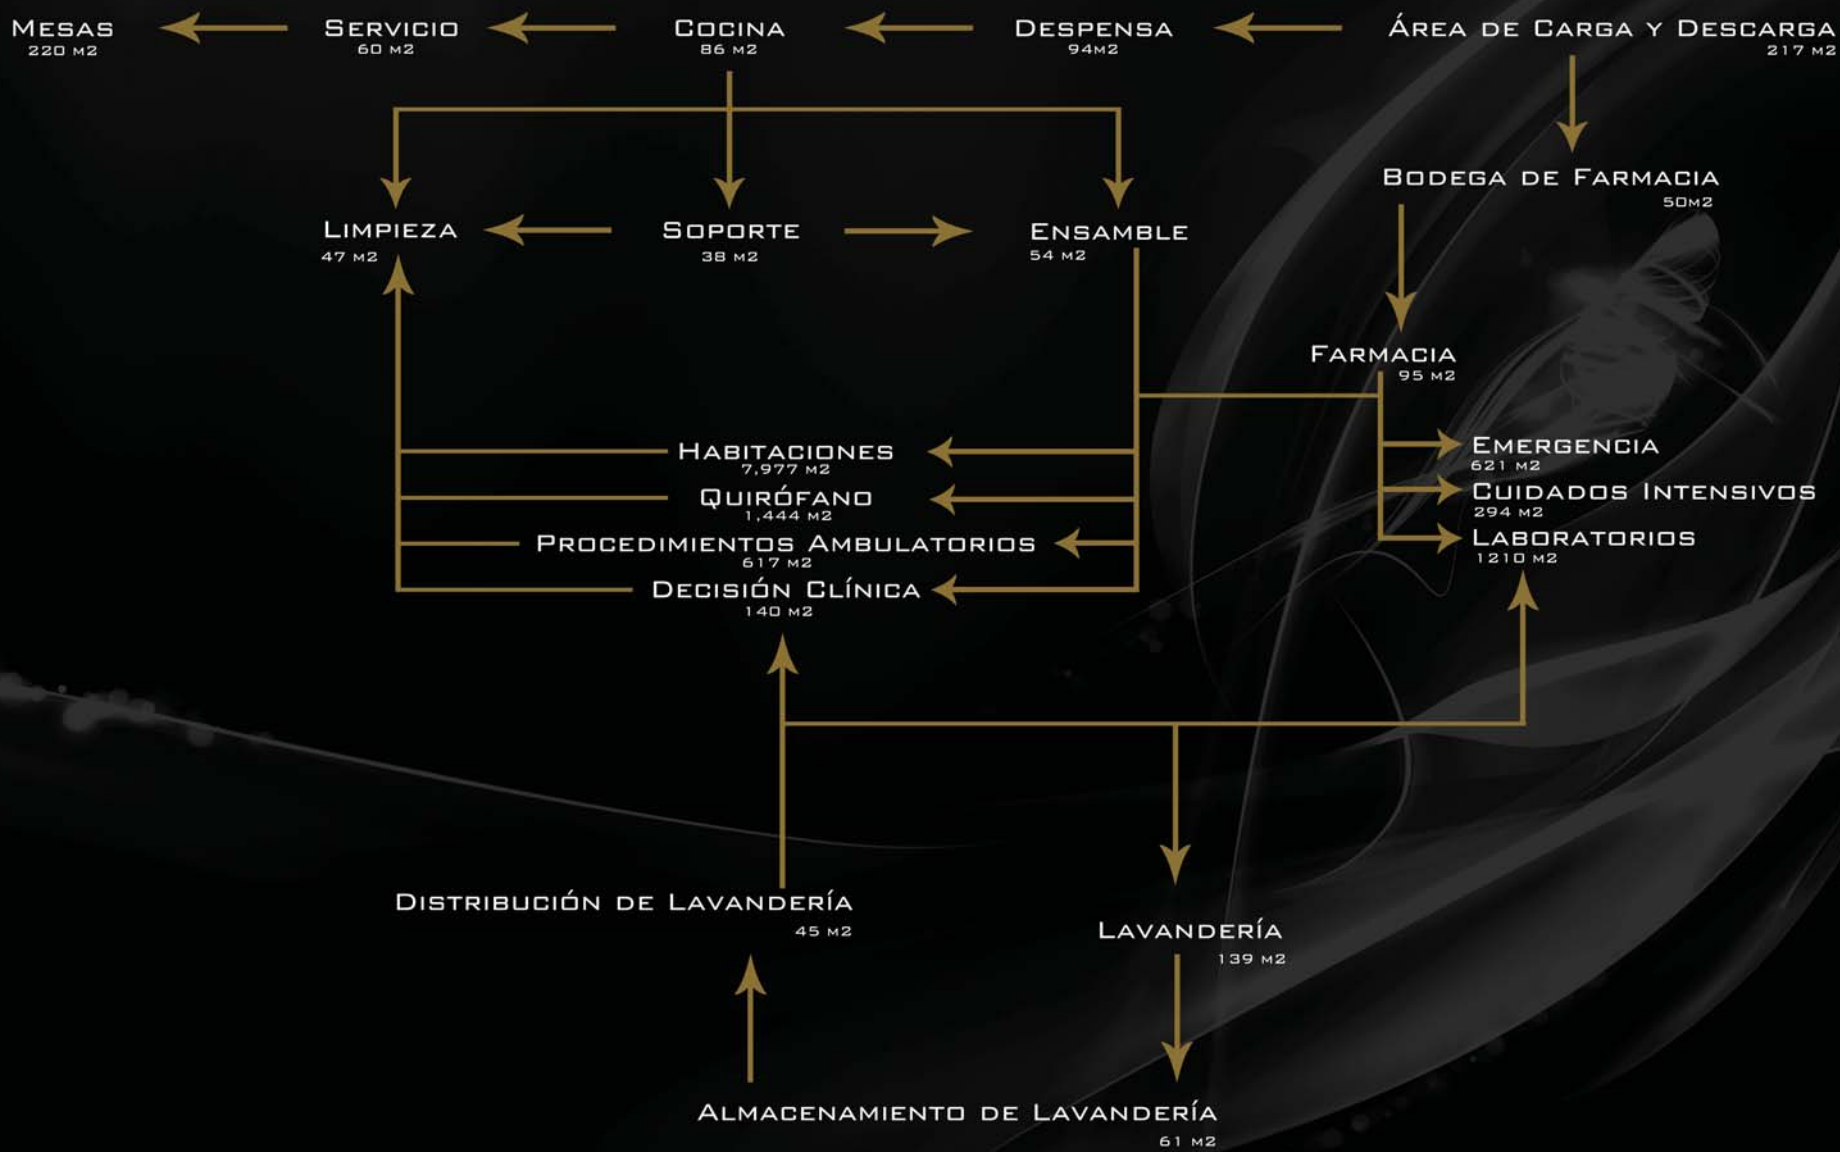 MESAS
220 M2
SERVICIO
60 M2
COCINA
86 M2
DESPENSA
94M2
ÁREA DE CARGA Y DESCARGA
217 M2
BODEGA DE FARMACIA
50M2
LIMPIEZA
47 M2
SOPORTE
38 M2
ENSAMBLE
54 M2
FARMACIA
95 M2
HABITACIONES
7,977 M2
QUIRÓFANO
1,444 M2
PROCEDIMIENTOS AMBULATORIOS
617 M2
DECISIÓN CLÍNICA
140 M2
EMERGENCIA
621 M2
CUIDADOS INTENSIVOS
294 M2
LABORATORIOS
1210 M2
DISTRIBUCIÓN DE LAVANDERÍA
45 M2
LAVANDERÍA
139 M2
ALMACENAMIENTO DE LAVANDERÍA
61 M2